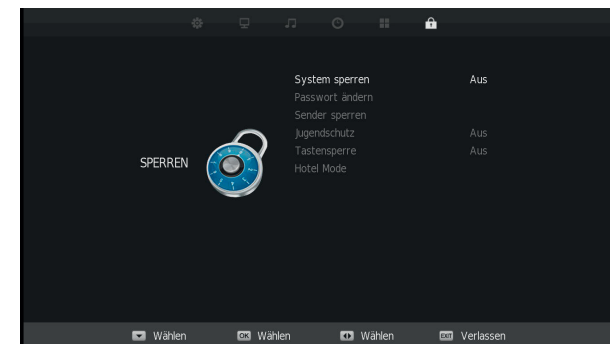 System sperren Aus
Passwort ändern
Sender sperren
Jugendschutz Aus
Tastensperre Aus
Hotel Mode
SPERREN
Wählen OK Wählen Wählen EXIT Verlassen